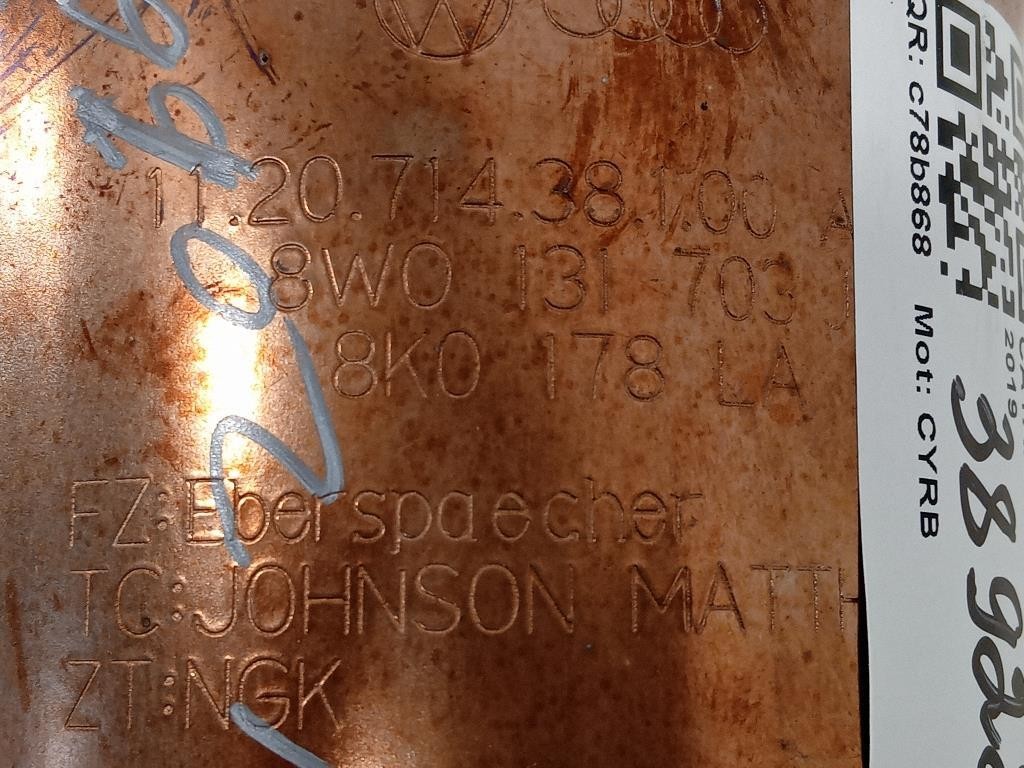 11.20.714.38.1.00 A
8W0 131 703 J
8K0 178 LA
FZ:Eberspaecher
TC:JOHNSON MATTH
ZT:NGK
QR: c78b868 Mot: CYRB
2019